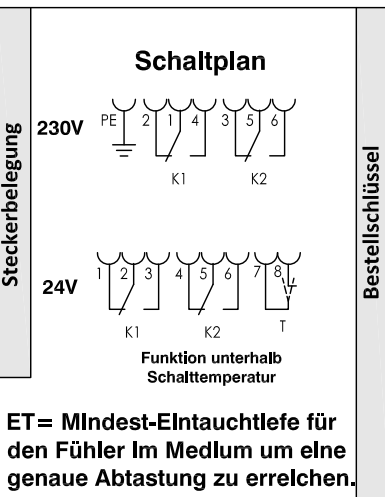 Schaltplan
Steckerbelegung
Bestellschlüssel
230V
PE 2 1 4 3 5 6
K1 K2
24V
1 2 3 4 5 6 7 8
K1 K2 T
Funktion unterhalb
Schalttemperatur
ET= Mindest-Eintauchtiefe für
den Fühler im Medium um eine
genaue Abtastung zu erreichen.